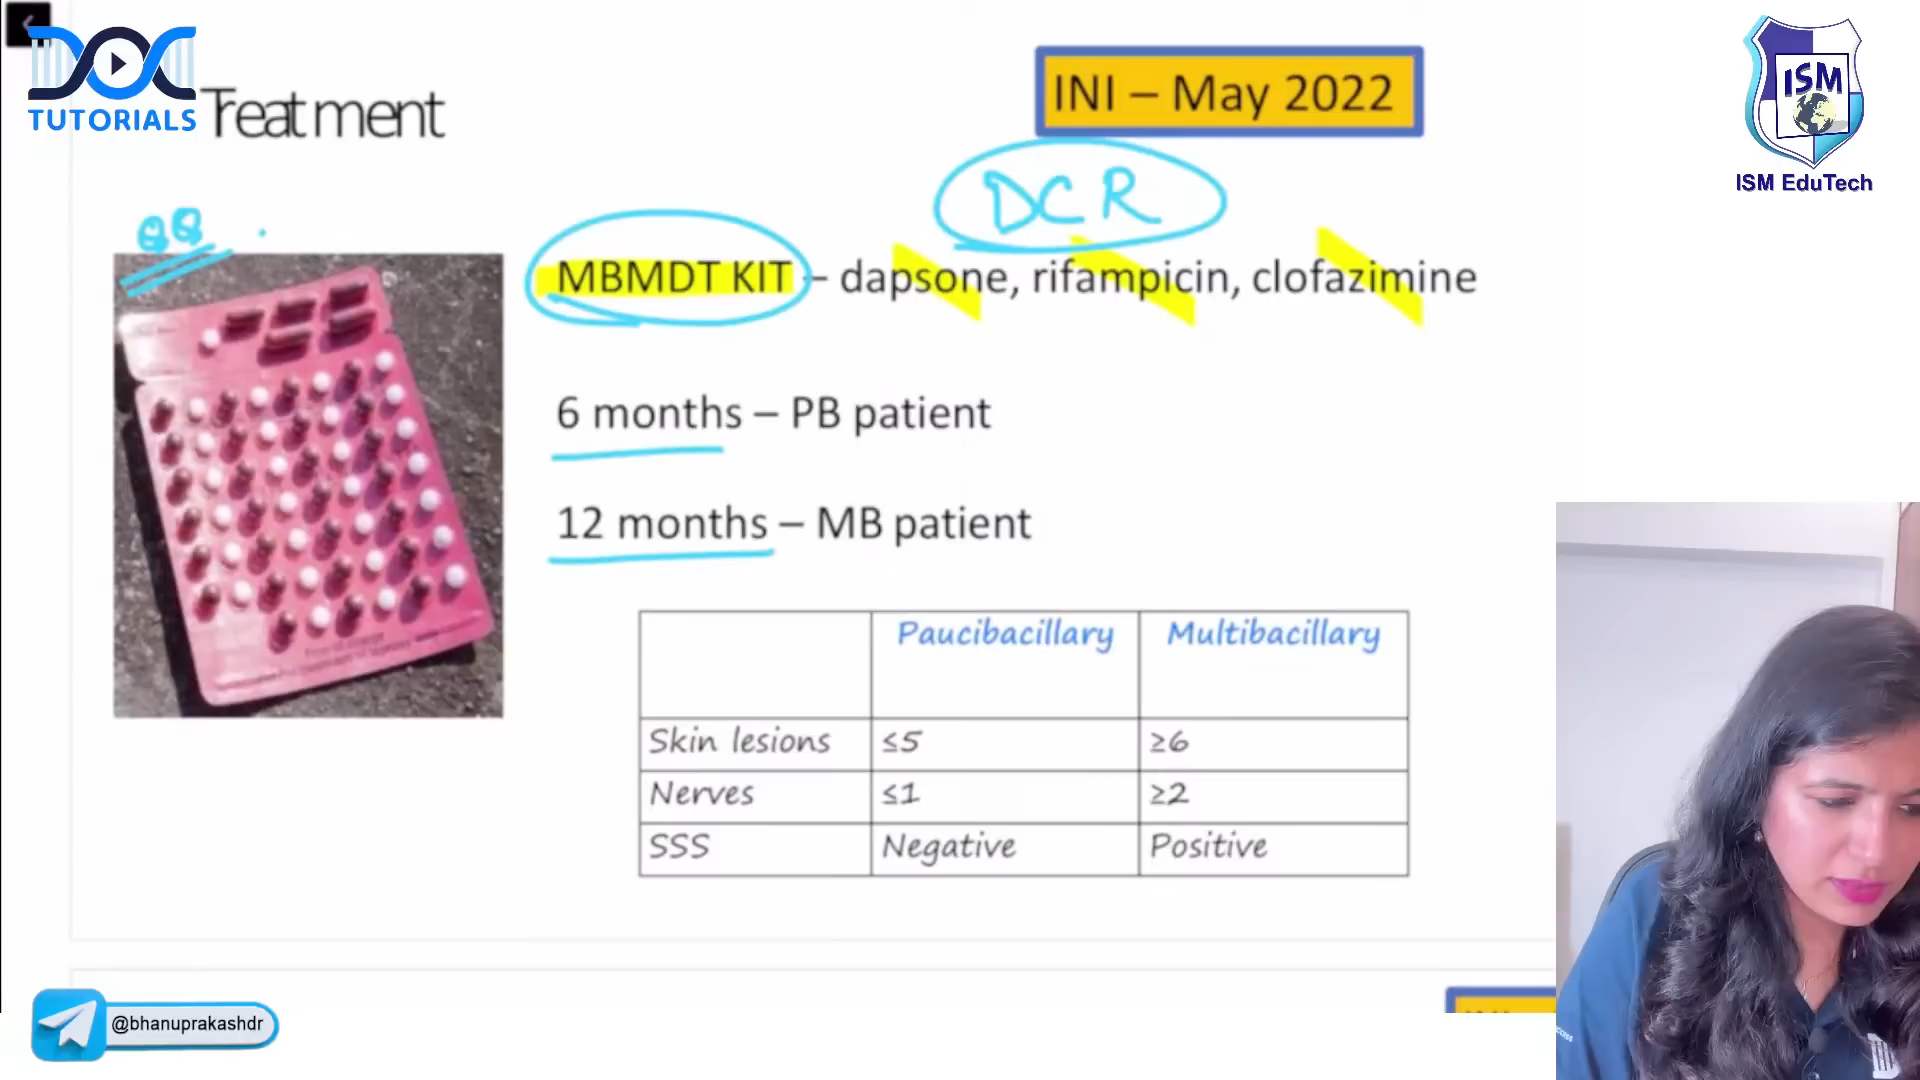 DOC
TUTORIALS
Treatment
INI – May 2022
ISM
ISM EduTech
DCR
MBMDT KIT – dapsone, rifampicin, clofazimine
6 months – PB patient
12 months – MB patient
Paucibacillary Multibacillary
Skin lesions ≤5 ≥6
Nerves ≤1 ≥2
SSS Negative Positive
@bhanuprakashdr